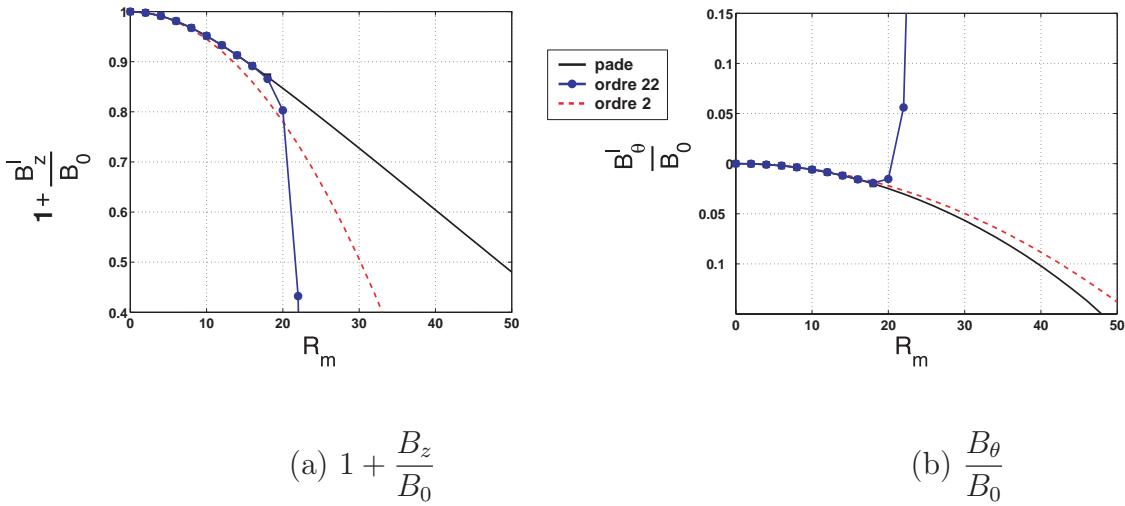 1
0.9
0.8
0.7
0.6
0.5
0.4
0 10 20 30 40 50
R_m
1 + B_z^I / B_0
pade
ordre 22
ordre 2
0.15
0.1
0.05
0
0.05
0.1
0 10 20 30 40 50
R_m
B_θ^I / B_0
(a) 1 + B_z / B_0
(b) B_θ / B_0